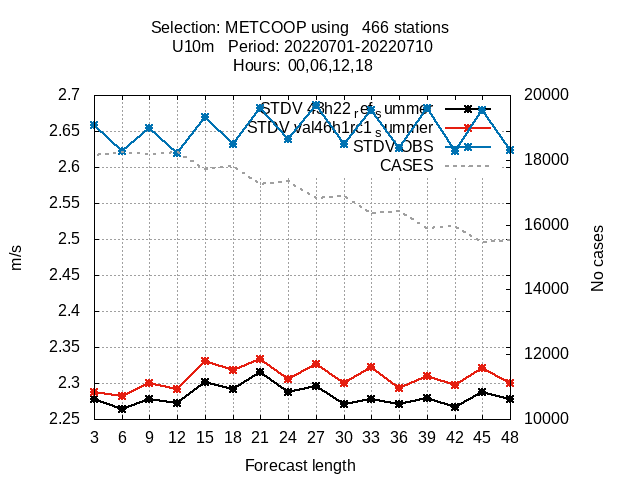 Selection: METCOOP using   466 stations
U10m   Period: 20220701-20220710
Hours:  00,06,12,18
2.7
2.65
2.6
2.55
2.5
2.45
2.4
2.35
2.3
2.25
m/s
STDV 43h22_ref_summer
STDV val46h1rc1_summer
STDV OBS
CASES
20000
18000
16000
14000
12000
10000
No cases
3 6 9 12 15 18 21 24 27 30 33 36 39 42 45 48
Forecast length